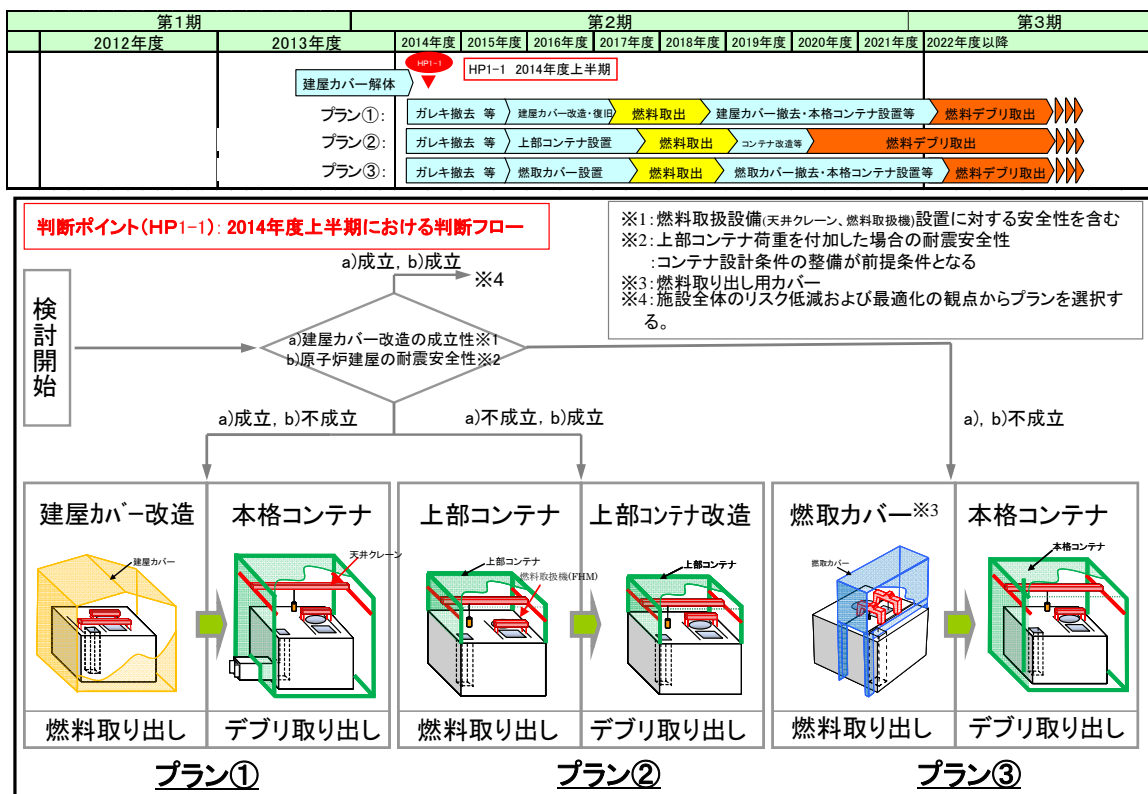 第1期 第2期 第3期
2012年度 2013年度 2014年度 2015年度 2016年度 2017年度 2018年度 2019年度 2020年度 2021年度 2022年度以降
HP1-1
HP1-1 2014年度上半期
建屋カバー解体
プラン①: ガレキ撤去 等 建屋カバー改造・復旧 燃料取出 建屋カバー撤去・本格コンテナ設置等 燃料デブリ取出
プラン②: ガレキ撤去 等 上部コンテナ設置 燃料取出 コンテナ改造等 燃料デブリ取出
プラン③: ガレキ撤去 等 燃取カバー設置 燃料取出 燃取カバー撤去・本格コンテナ設置等 燃料デブリ取出
判断ポイント(HP1-1): 2014年度上半期における判断フロー
※1:燃料取扱設備(天井クレーン、燃料取扱機)設置に対する安全性を含む
※2:上部コンテナ荷重を付加した場合の耐震安全性
:コンテナ設計条件の整備が前提条件となる
※3:燃料取り出し用カバー
※4:施設全体のリスク低減および最適化の観点からプランを選択す
る。
a)成立, b)成立
※4
検討開始
a)建屋カバー改造の成立性※1
b)原子炉建屋の耐震安全性※2
a)成立, b)不成立
a)不成立, b)成立
a), b)不成立
建屋カバー改造 本格コンテナ 上部コンテナ 上部コンテナ改造 燃取カバー※3 本格コンテナ
建屋カバー
天井クレーン
上部コンテナ
燃料取扱機(FHM)
上部コンテナ
燃取カバー
本格コンテナ
燃料取り出し デブリ取り出し 燃料取り出し デブリ取り出し 燃料取り出し デブリ取り出し
プラン① プラン② プラン③